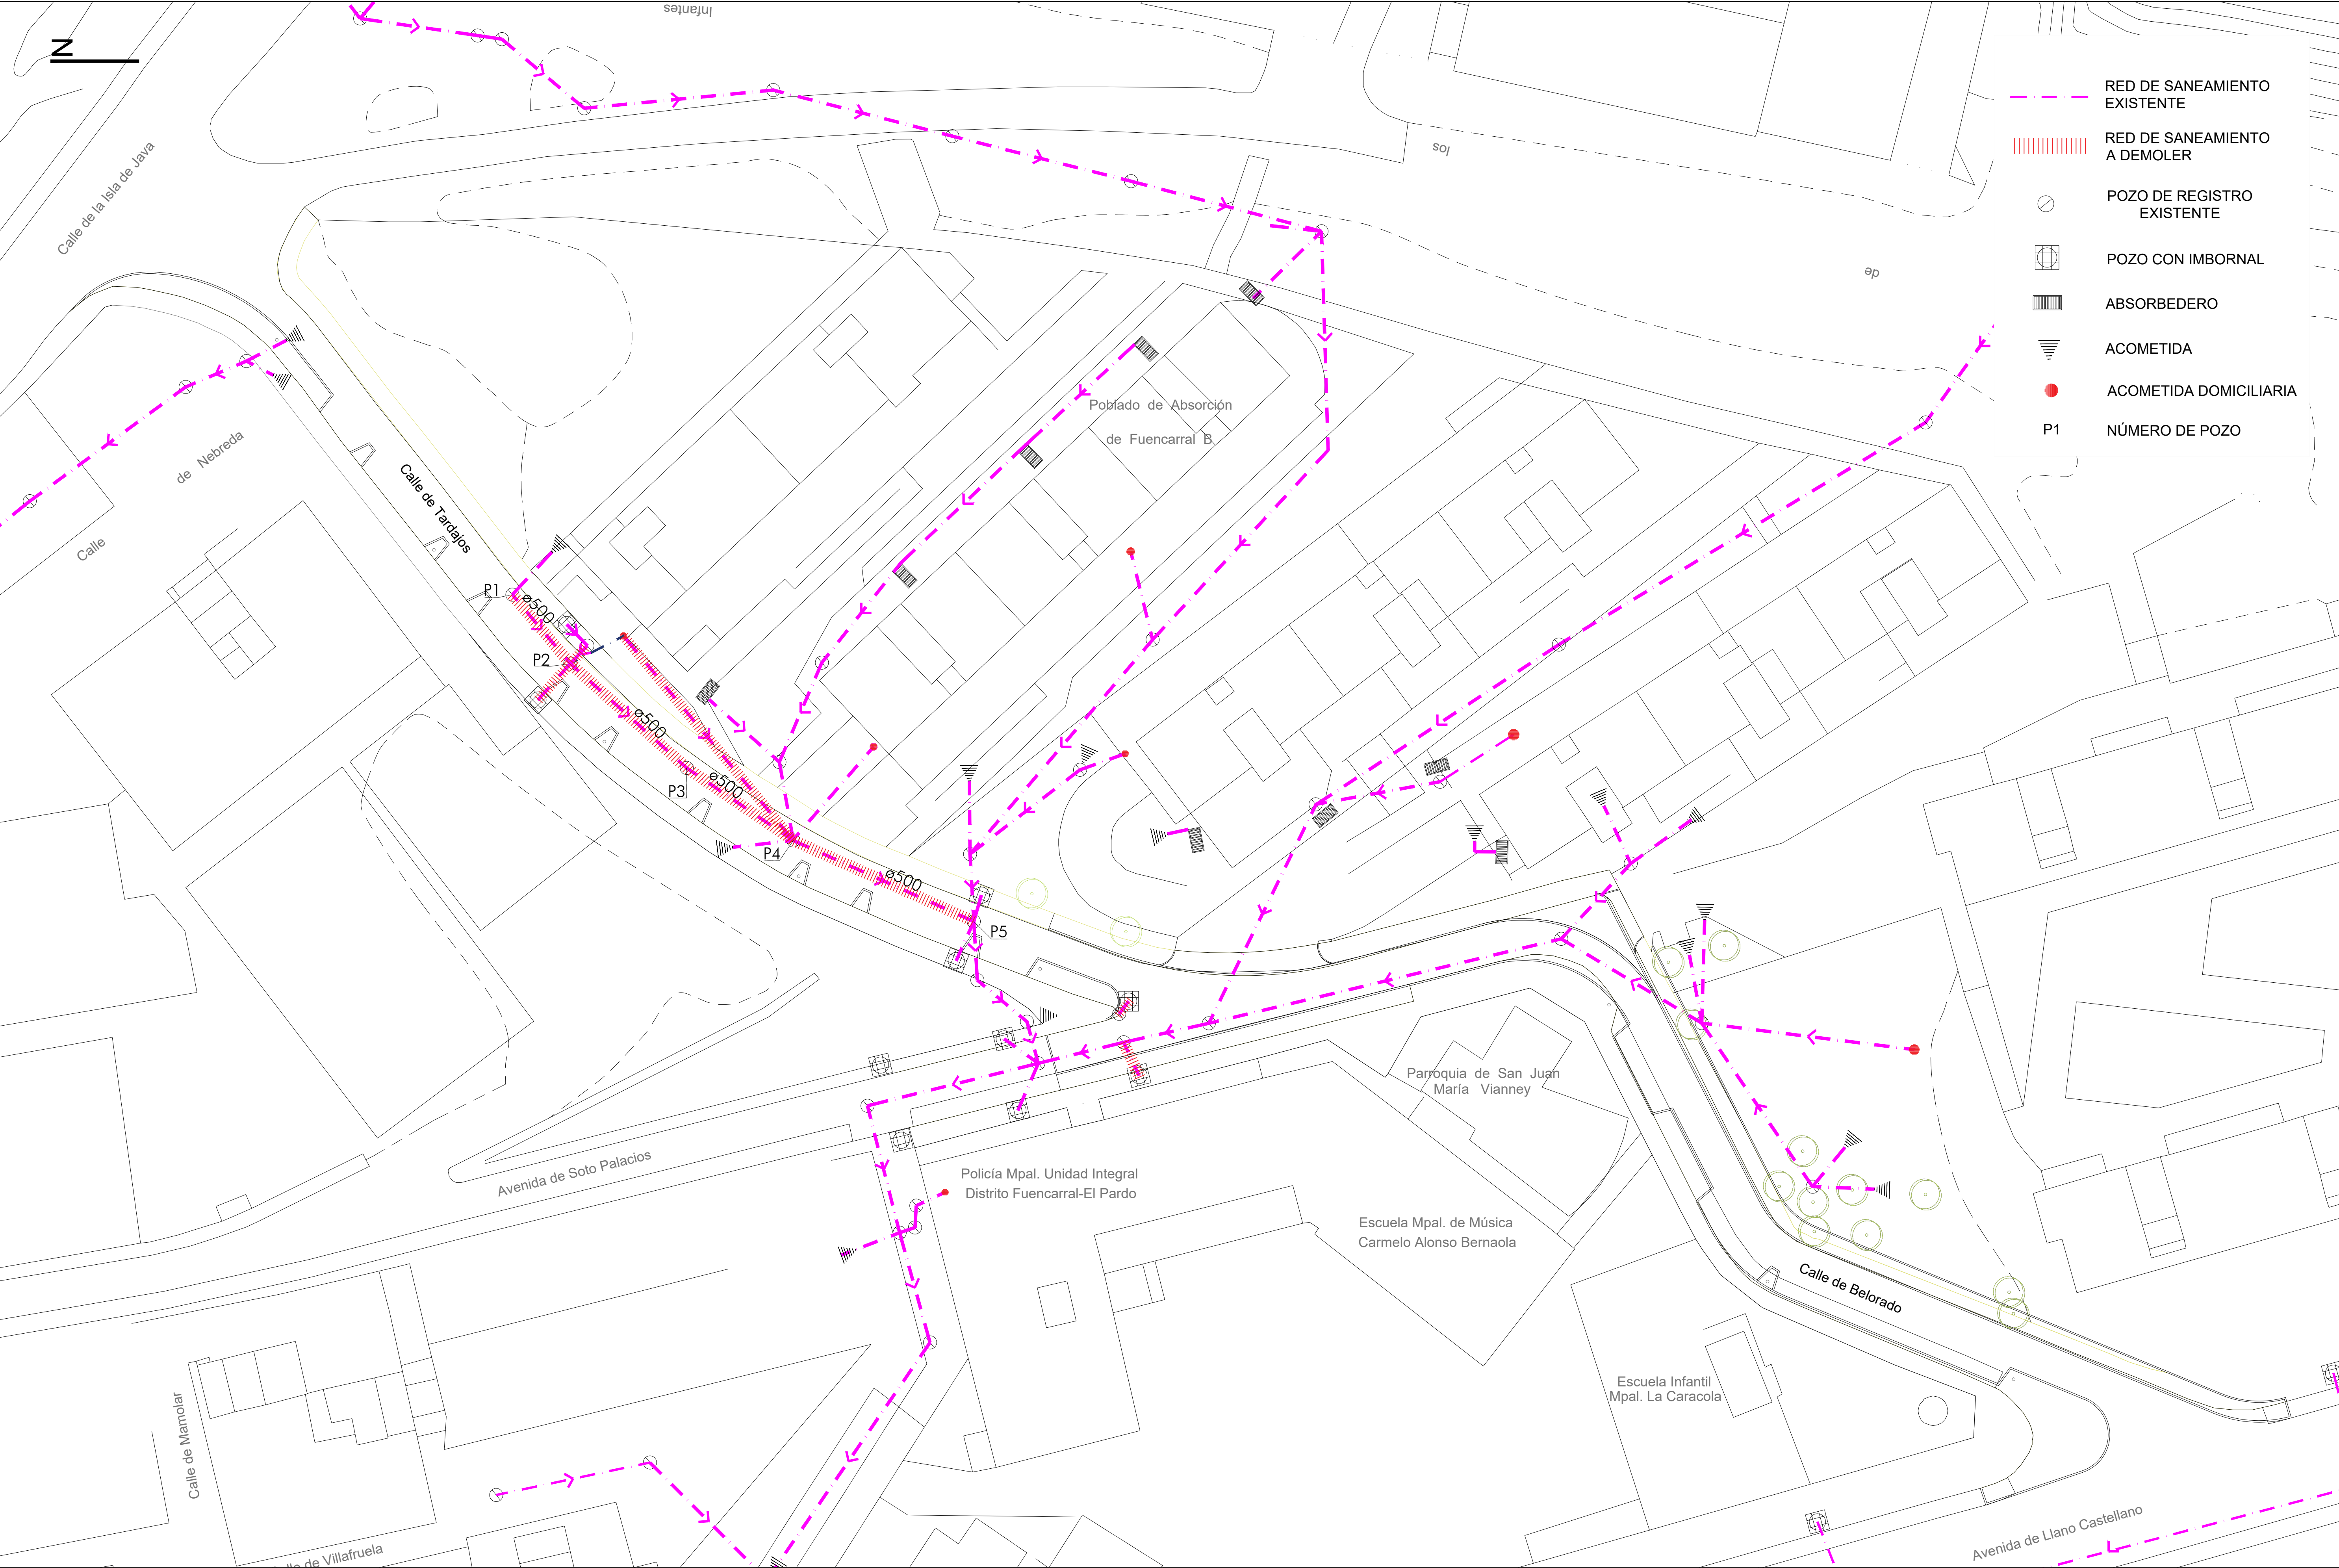 Infantes
N
RED DE SANEAMIENTO
EXISTENTE
RED DE SANEAMIENTO
A DEMOLER
POZO DE REGISTRO
EXISTENTE
POZO CON IMBORNAL
ABSORBEDERO
ACOMETIDA
ACOMETIDA DOMICILIARIA
P1
NÚMERO DE POZO
los
de
Calle de la Isla de Java
Calle
de Nebreda
Calle de Tardajos
Poblado de Absorción
de Fuencarral B
P1
ø500
P2
ø500
P3
ø500
P4
ø500
P5
Avenida de Soto Palacios
Parroquia de San Juan
María Vianney
Policía Mpal. Unidad Integral
Distrito Fuencarral-El Pardo
Escuela Mpal. de Música
Carmelo Alonso Bernaola
Calle de Belorado
Escuela Infantil
Mpal. La Caracola
Calle de Mamolar
de Villafruela
Avenida de Llano Castellano